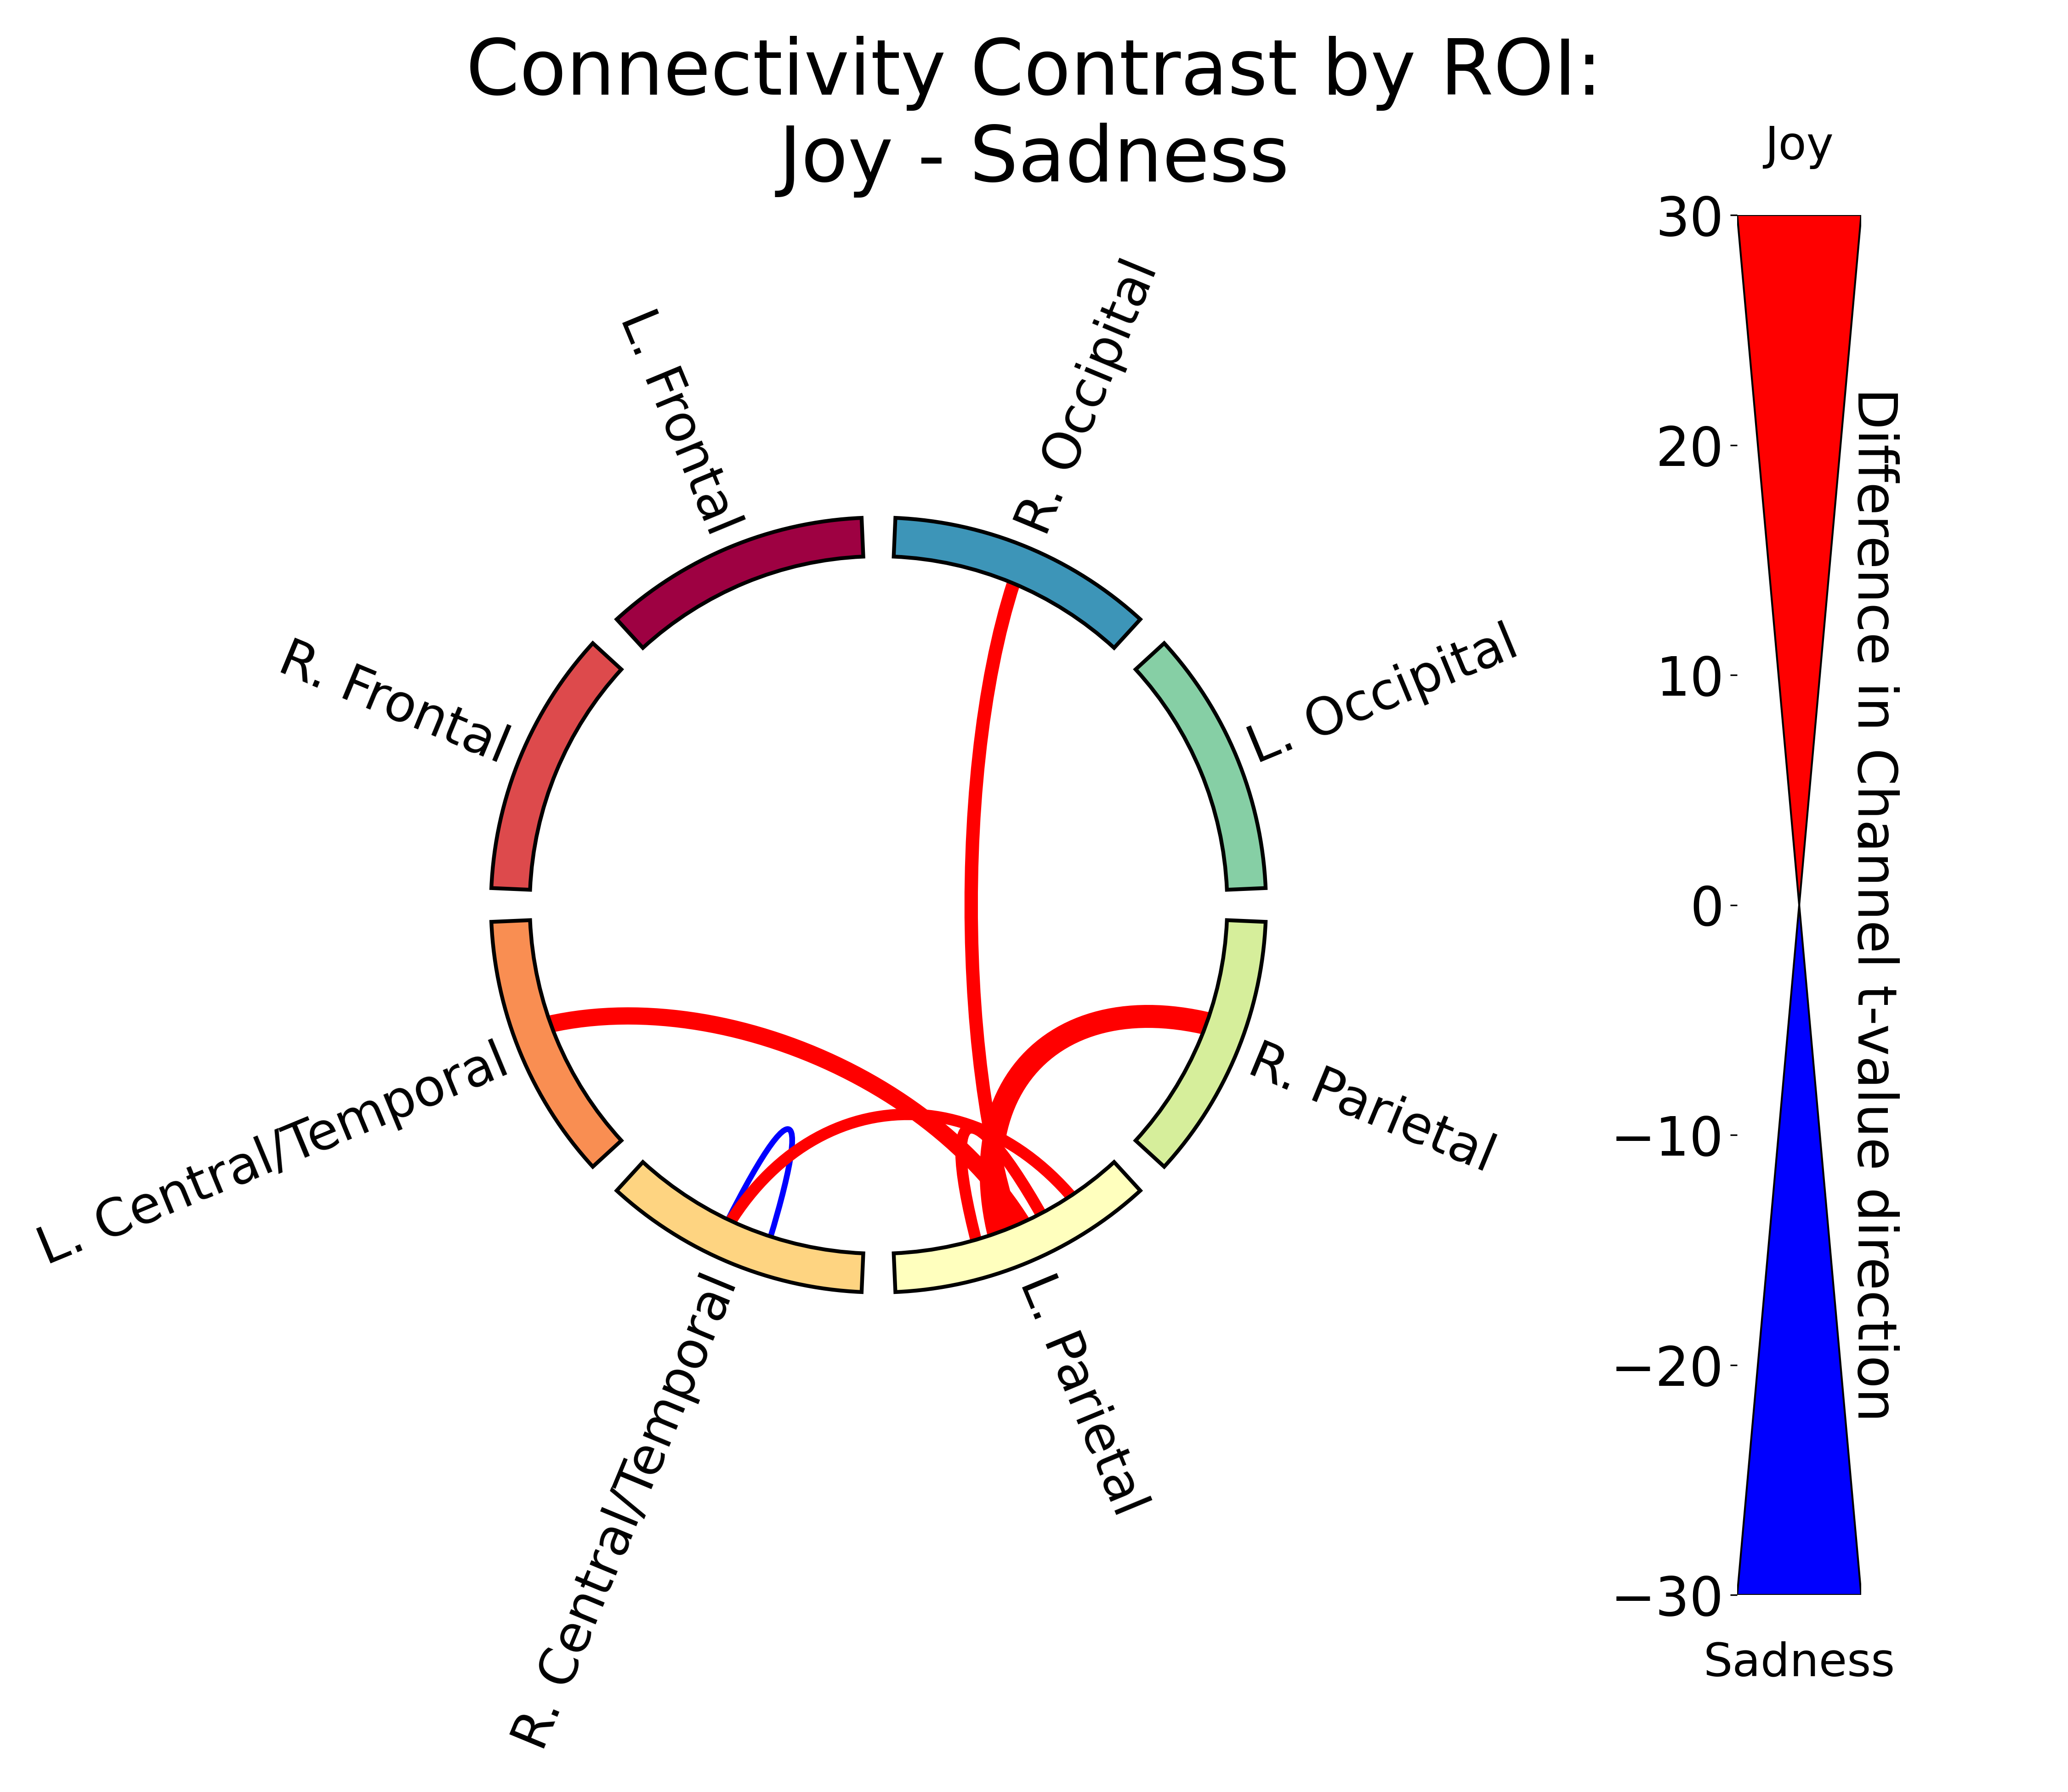 Connectivity Contrast by ROI:
Joy - Sadness
Joy
30
20
10
0
−10
−20
−30
Sadness
Difference in Channel t-value direction
L. Frontal
R. Occipital
R. Frontal
L. Occipital
L. Central/Temporal
R. Parietal
R. Central/Temporal
L. Parietal